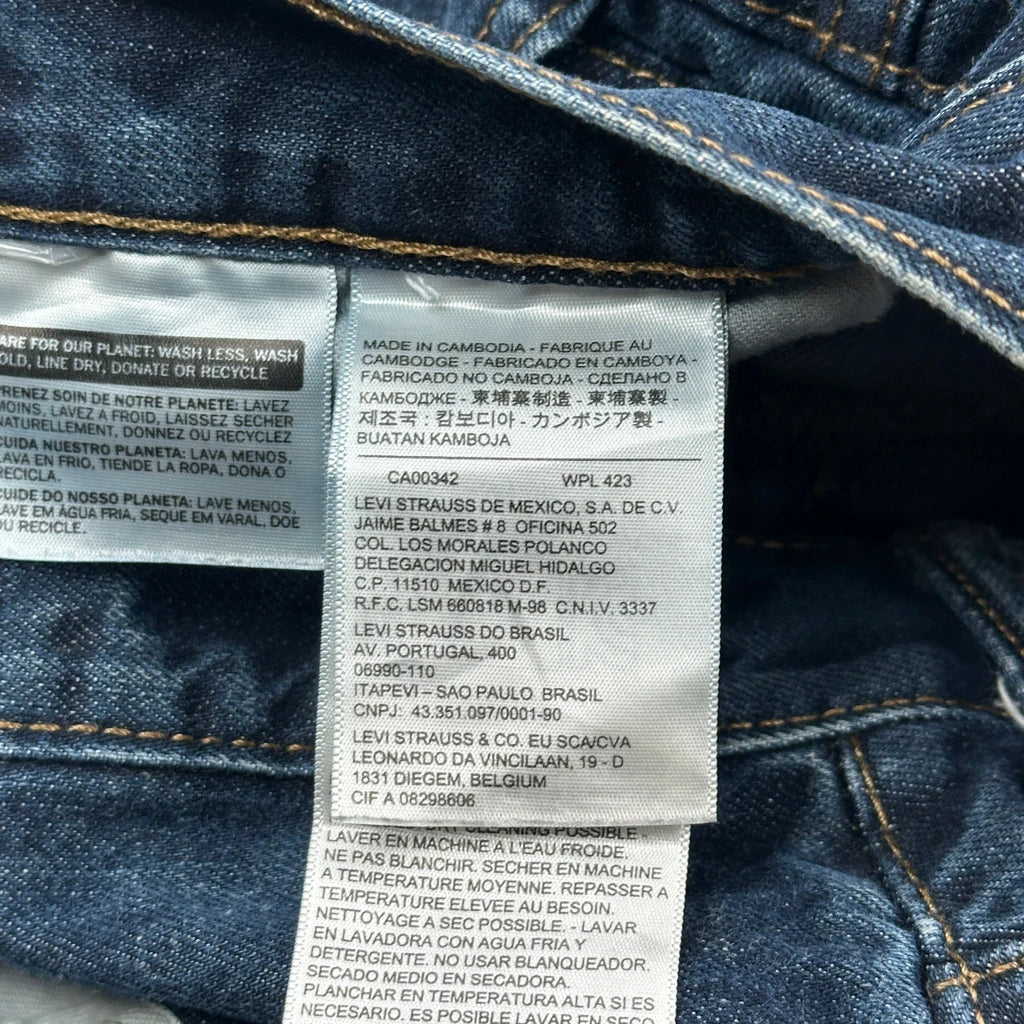 ARE FOR OUR PLANET: WASH LESS, WASH
OLD, LINE DRY, DONATE OR RECYCLE
PRENEZ SOIN DE NOTRE PLANETE: LAVEZ
MOINS, LAVEZ A FROID, LAISSEZ SECHER
NATURELLEMENT, DONNEZ OU RECYCLEZ
CUIDA NUESTRO PLANETA: LAVA MENOS,
LAVA EN FRIO, TIENDE LA ROPA, DONA O
RECICLA.
CUIDE DO NOSSO PLANETA: LAVE MENOS,
LAVE EM ÁGUA FRIA, SEQUE EM VARAL, DOE
OU RECICLE.
MADE IN CAMBODIA - FABRIQUE AU
CAMBODGE - FABRICADO EN CAMBOYA -
FABRICADO NO CAMBOJA - СДЕЛАНО В
КАМБОДЖЕ - 柬埔寨制造 - 柬埔寨製 -
제조국 : 캄보디아 - カンボジア製 -
BUATAN KAMBOJA
CA00342 WPL 423
LEVI STRAUSS DE MEXICO, S.A. DE C.V.
JAIME BALMES # 8 OFICINA 502
COL. LOS MORALES POLANCO
DELEGACION MIGUEL HIDALGO
C.P. 11510 MEXICO D.F.
R.F.C. LSM 660818 M-98 C.N.I.V. 3337
LEVI STRAUSS DO BRASIL
AV. PORTUGAL, 400
06990-110
ITAPEVI – SAO PAULO BRASIL
CNPJ: 43.351.097/0001-90
LEVI STRAUSS & CO. EU SCA/CVA
LEONARDO DA VINCILAAN, 19 - D
1831 DIEGEM, BELGIUM
CIF A 08298606
DRY CLEANING POSSIBLE.
LAVER EN MACHINE A L'EAU FROIDE.
NE PAS BLANCHIR. SECHER EN MACHINE
A TEMPERATURE MOYENNE. REPASSER A
TEMPERATURE ELEVEE AU BESOIN.
NETTOYAGE A SEC POSSIBLE. - LAVAR
EN LAVADORA CON AGUA FRIA Y
DETERGENTE. NO USAR BLANQUEADOR.
SECADO MEDIO EN SECADORA.
PLANCHAR EN TEMPERATURA ALTA SI ES
NECESARIO. ES POSIBLE LAVAR EN SECO